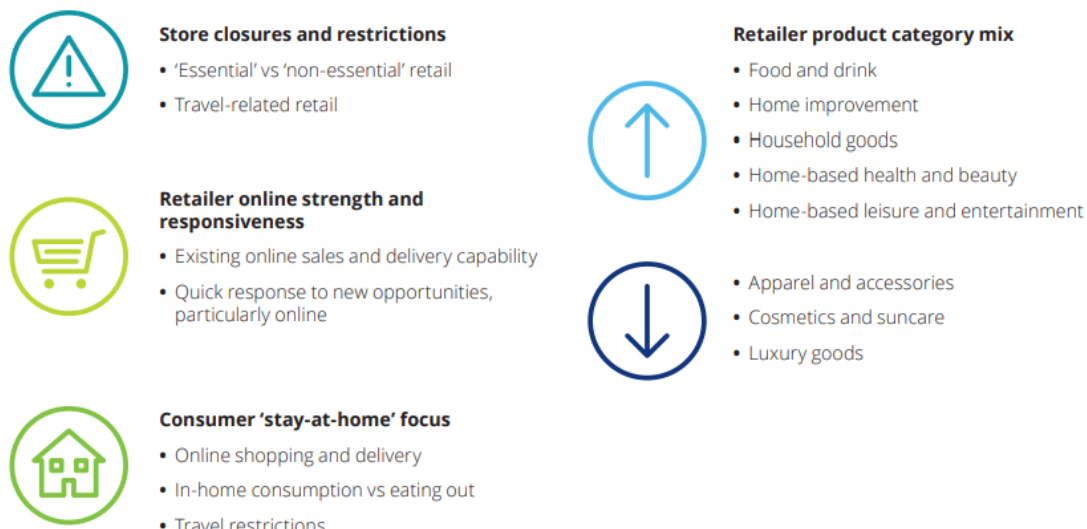 Store closures and restrictions
• ‘Essential’ vs ‘non-essential’ retail
• Travel-related retail
Retailer online strength and
responsiveness
• Existing online sales and delivery capability
• Quick response to new opportunities,
particularly online
Consumer ‘stay-at-home’ focus
• Online shopping and delivery
• In-home consumption vs eating out
• Travel restrictions
Retailer product category mix
• Food and drink
• Home improvement
• Household goods
• Home-based health and beauty
• Home-based leisure and entertainment
• Apparel and accessories
• Cosmetics and suncare
• Luxury goods